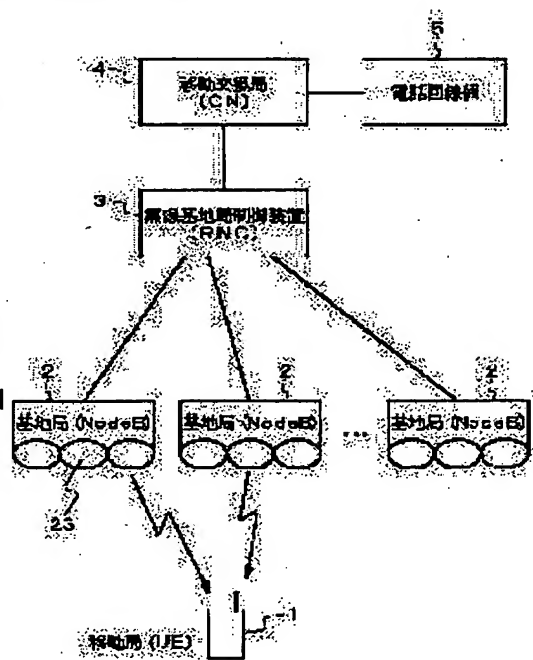 5
4
移動交換局
(CN)
電話回線網
3
無線基地局制御装置
(RNC)
2
2
2
基地局(NodeB)
基地局(NodeB)
...
基地局(NodeB)
23
1
移動局(UE)